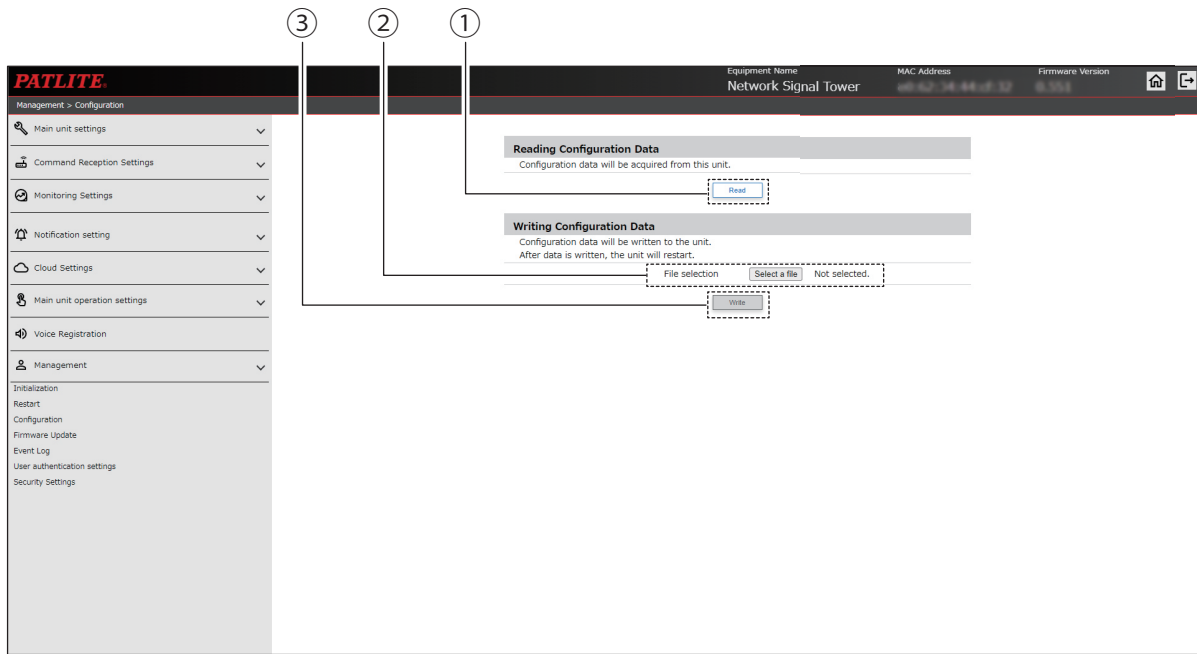 ③ ② ①
PATLITE®
Equipment Name
Network Signal Tower
MAC Address
Firmware Version
Management > Configuration
Main unit settings
Command Reception Settings
Monitoring Settings
Notification setting
Cloud Settings
Main unit operation settings
Voice Registration
Management
Initialization
Restart
Configuration
Firmware Update
Event Log
User authentication settings
Security Settings
Reading Configuration Data
Configuration data will be acquired from this unit.
Read
Writing Configuration Data
Configuration data will be written to the unit.
After data is written, the unit will restart.
File selection Select a file Not selected.
Write